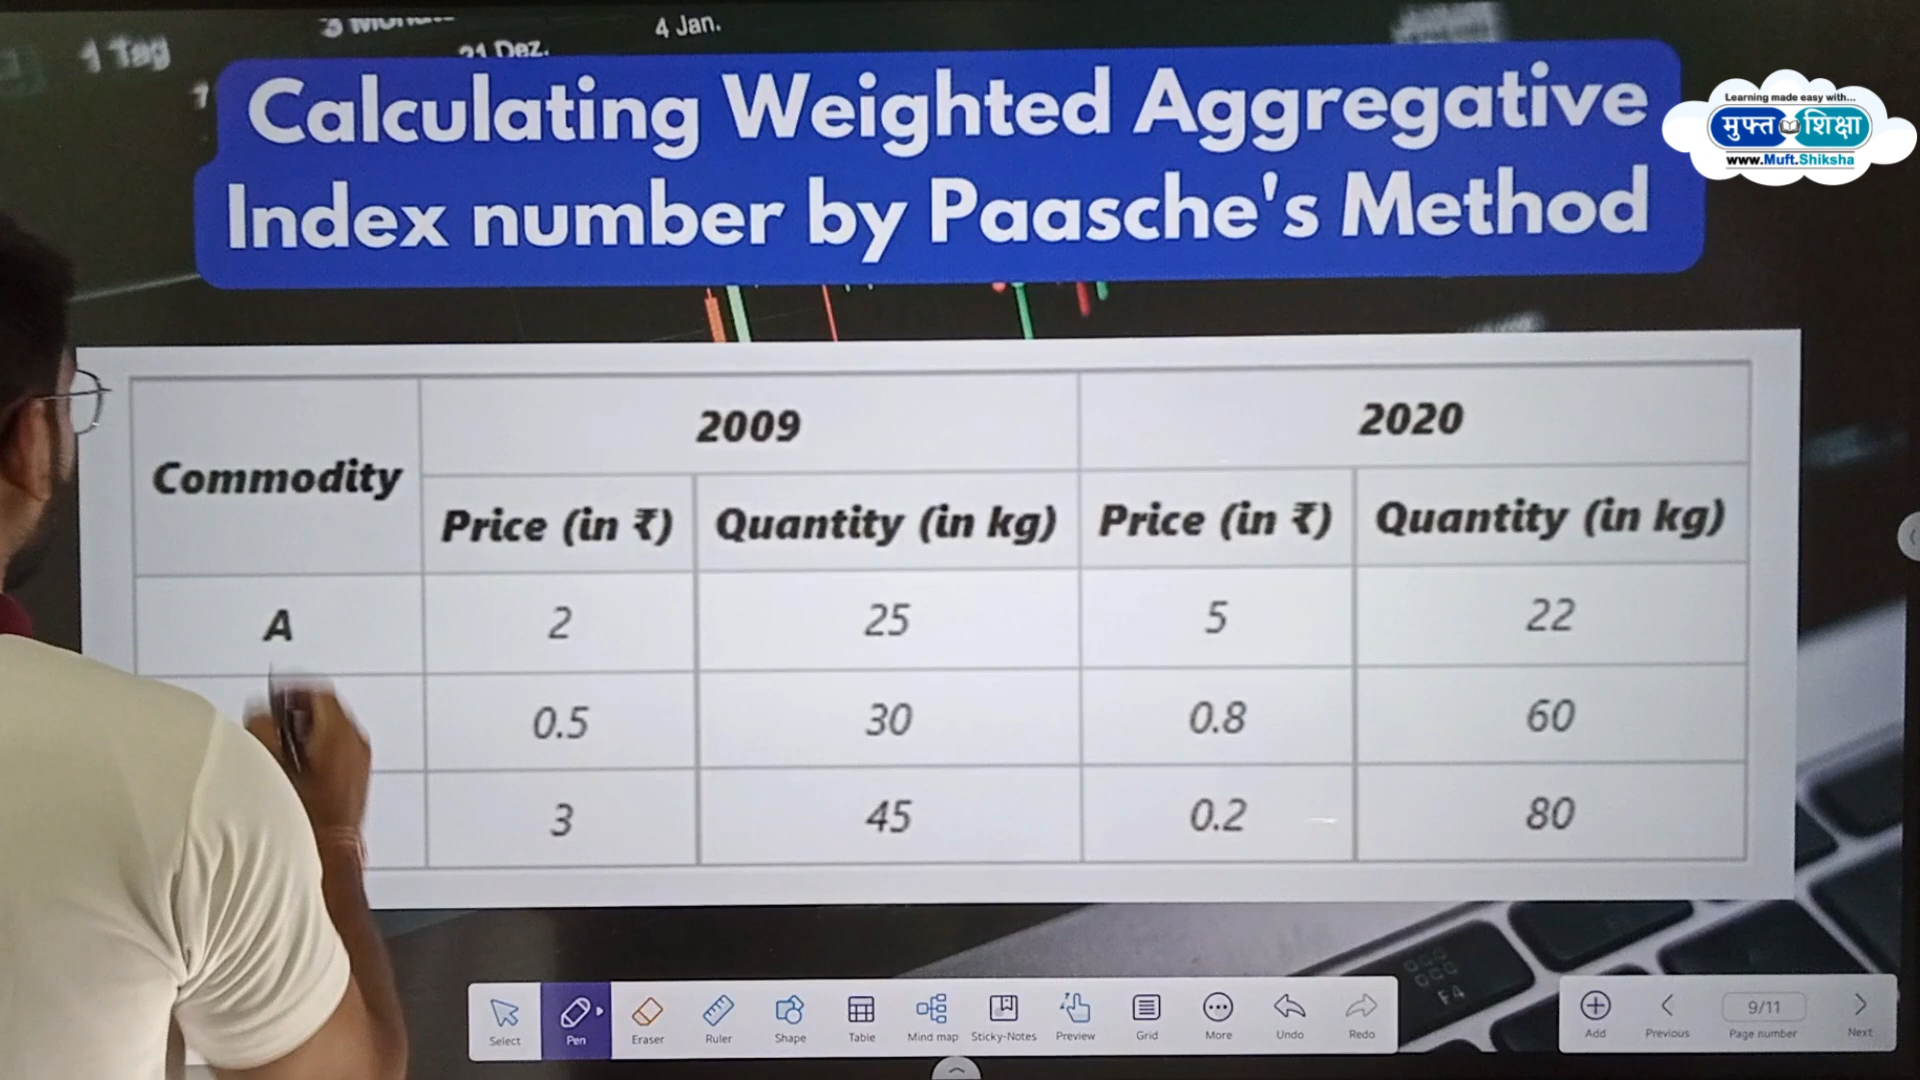 1 Tag
4 Jan.
21 Dez.
Calculating Weighted Aggregative
Index number by Paasche's Method
Learning made easy with...
मुफ्त शिक्षा
www.Muft.Shiksha
Commodity
2009
2020
Price (in ₹)
Quantity (in kg)
Price (in ₹)
Quantity (in kg)
A
2
25
5
22
0.5
30
0.8
60
3
45
0.2
80
F4
Select
Pen
Eraser
Ruler
Shape
Table
Mind map
Sticky-Notes
Preview
Grid
More
Undo
Redo
Add
Previous
9/11
Page number
Next